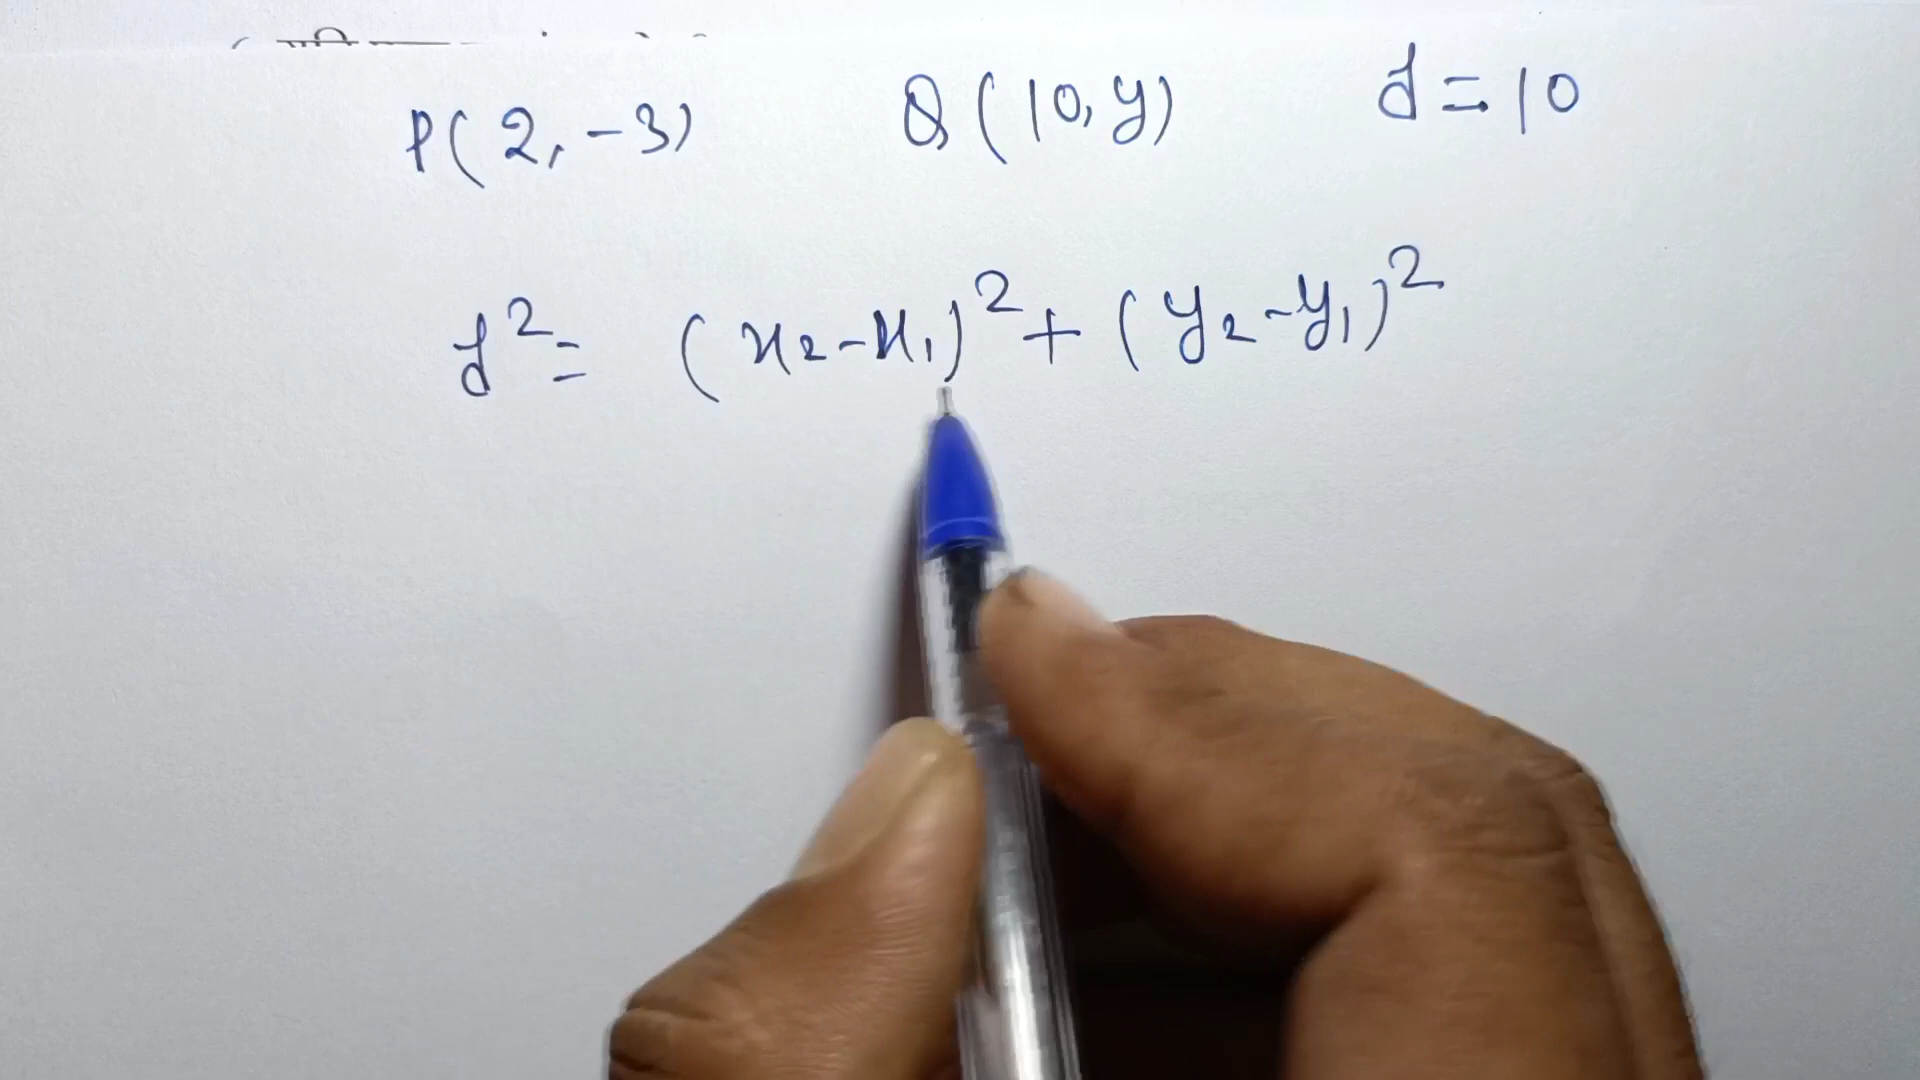 P(2, -3) Q(10, y) d = 10
d² = (x₂-x₁)² + (y₂-y₁)²